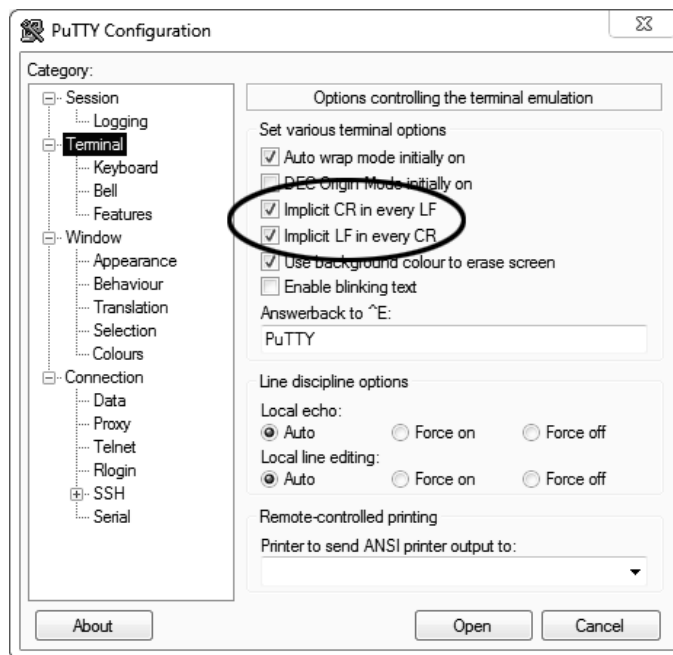 PuTTY Configuration
Category:
Session
Logging
Terminal
Keyboard
Bell
Features
Window
Appearance
Behaviour
Translation
Selection
Colours
Connection
Data
Proxy
Telnet
Rlogin
SSH
Serial
Options controlling the terminal emulation
Set various terminal options
Auto wrap mode initially on
DEC Origin Mode initially on
Implicit CR in every LF
Implicit LF in every CR
Use background colour to erase screen
Enable blinking text
Answerback to ^E:
PuTTY
Line discipline options
Local echo:
Auto Force on Force off
Local line editing:
Auto Force on Force off
Remote-controlled printing
Printer to send ANSI printer output to:
About Open Cancel